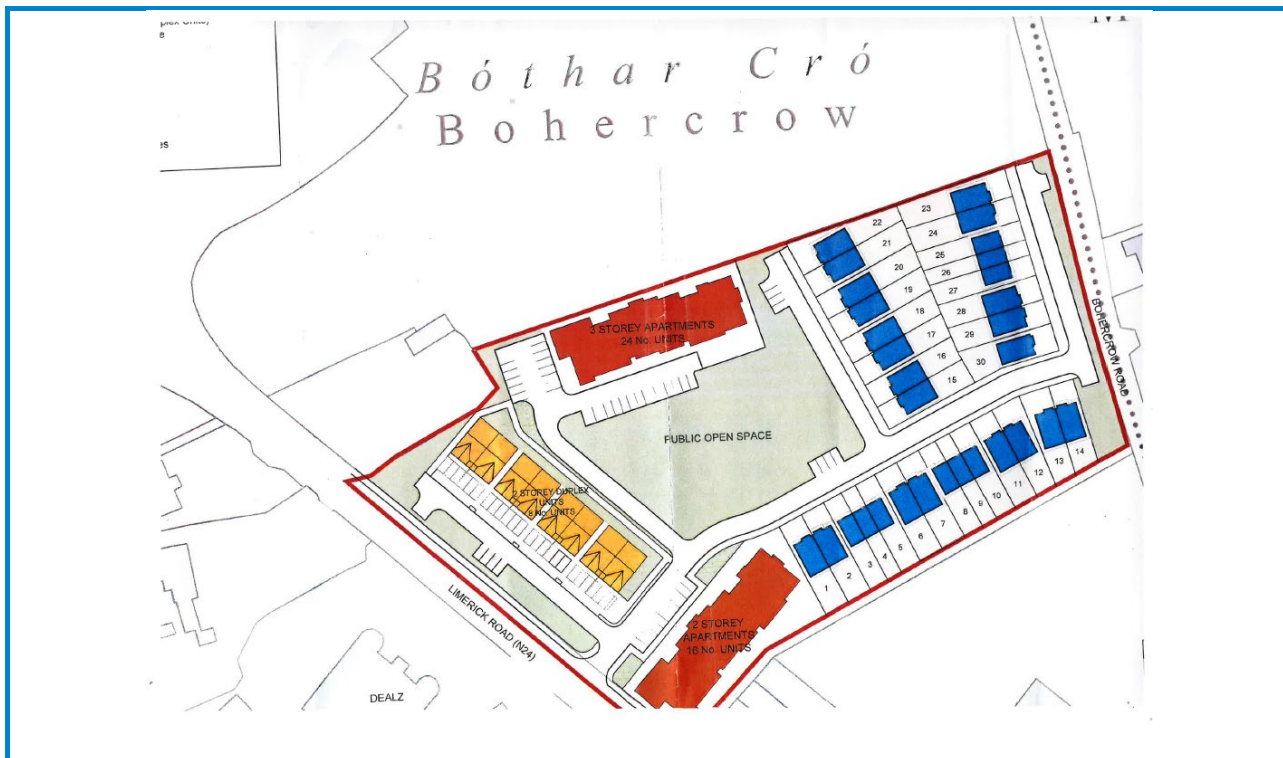 Bóthar Cró
Bohercrow
22
23
21
24
20
25
19
26
18
27
17
28
16
29
15
30
3 STOREY APARTMENTS
24 No. UNITS
BOHERCROW ROAD
PUBLIC OPEN SPACE
2 STOREY DUPLEX
UNITS
8 No. UNITS
1
2
3
4
5
6
7
8
9
10
11
12
13
14
LIMERICK ROAD (N24)
2 STOREY
APARTMENTS
16 No. UNITS
DEALZ